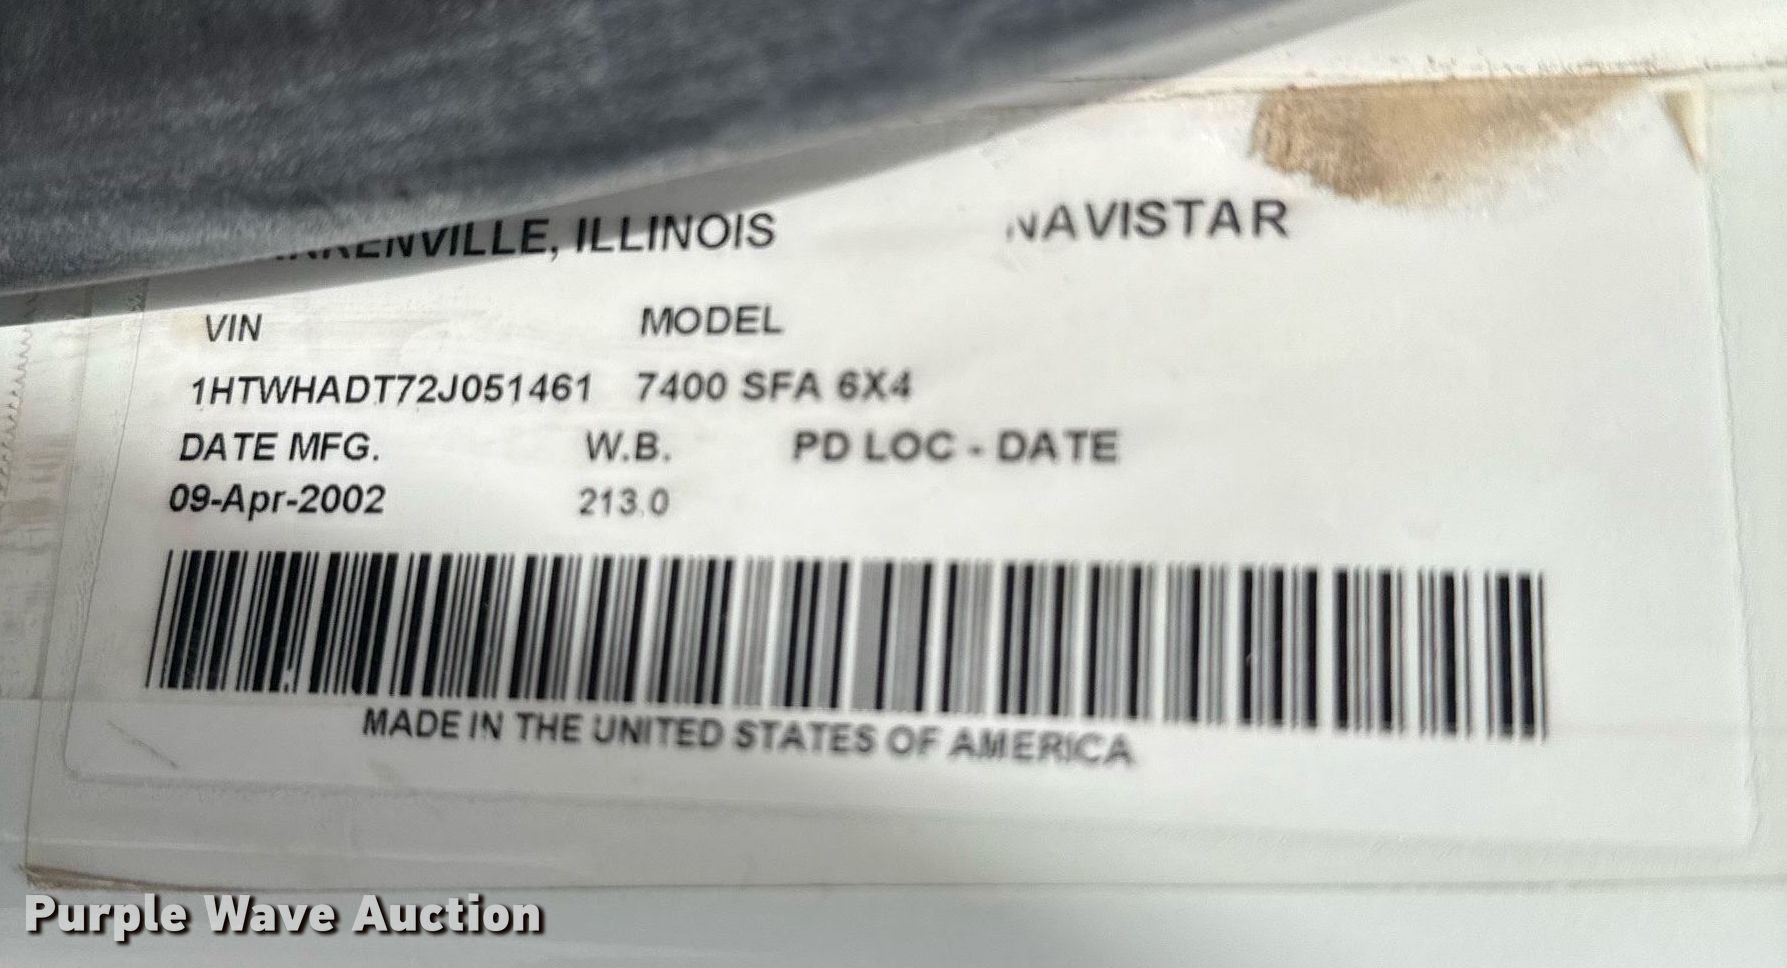 ILLINOIS NAVISTAR
VIN MODEL
1HTWHADT72J051461 7400 SFA 6X4
DATE MFG. W.B. PD LOC - DATE
09-Apr-2002 213.0
MADE IN THE UNITED STATES OF AMERICA
Purple Wave Auction